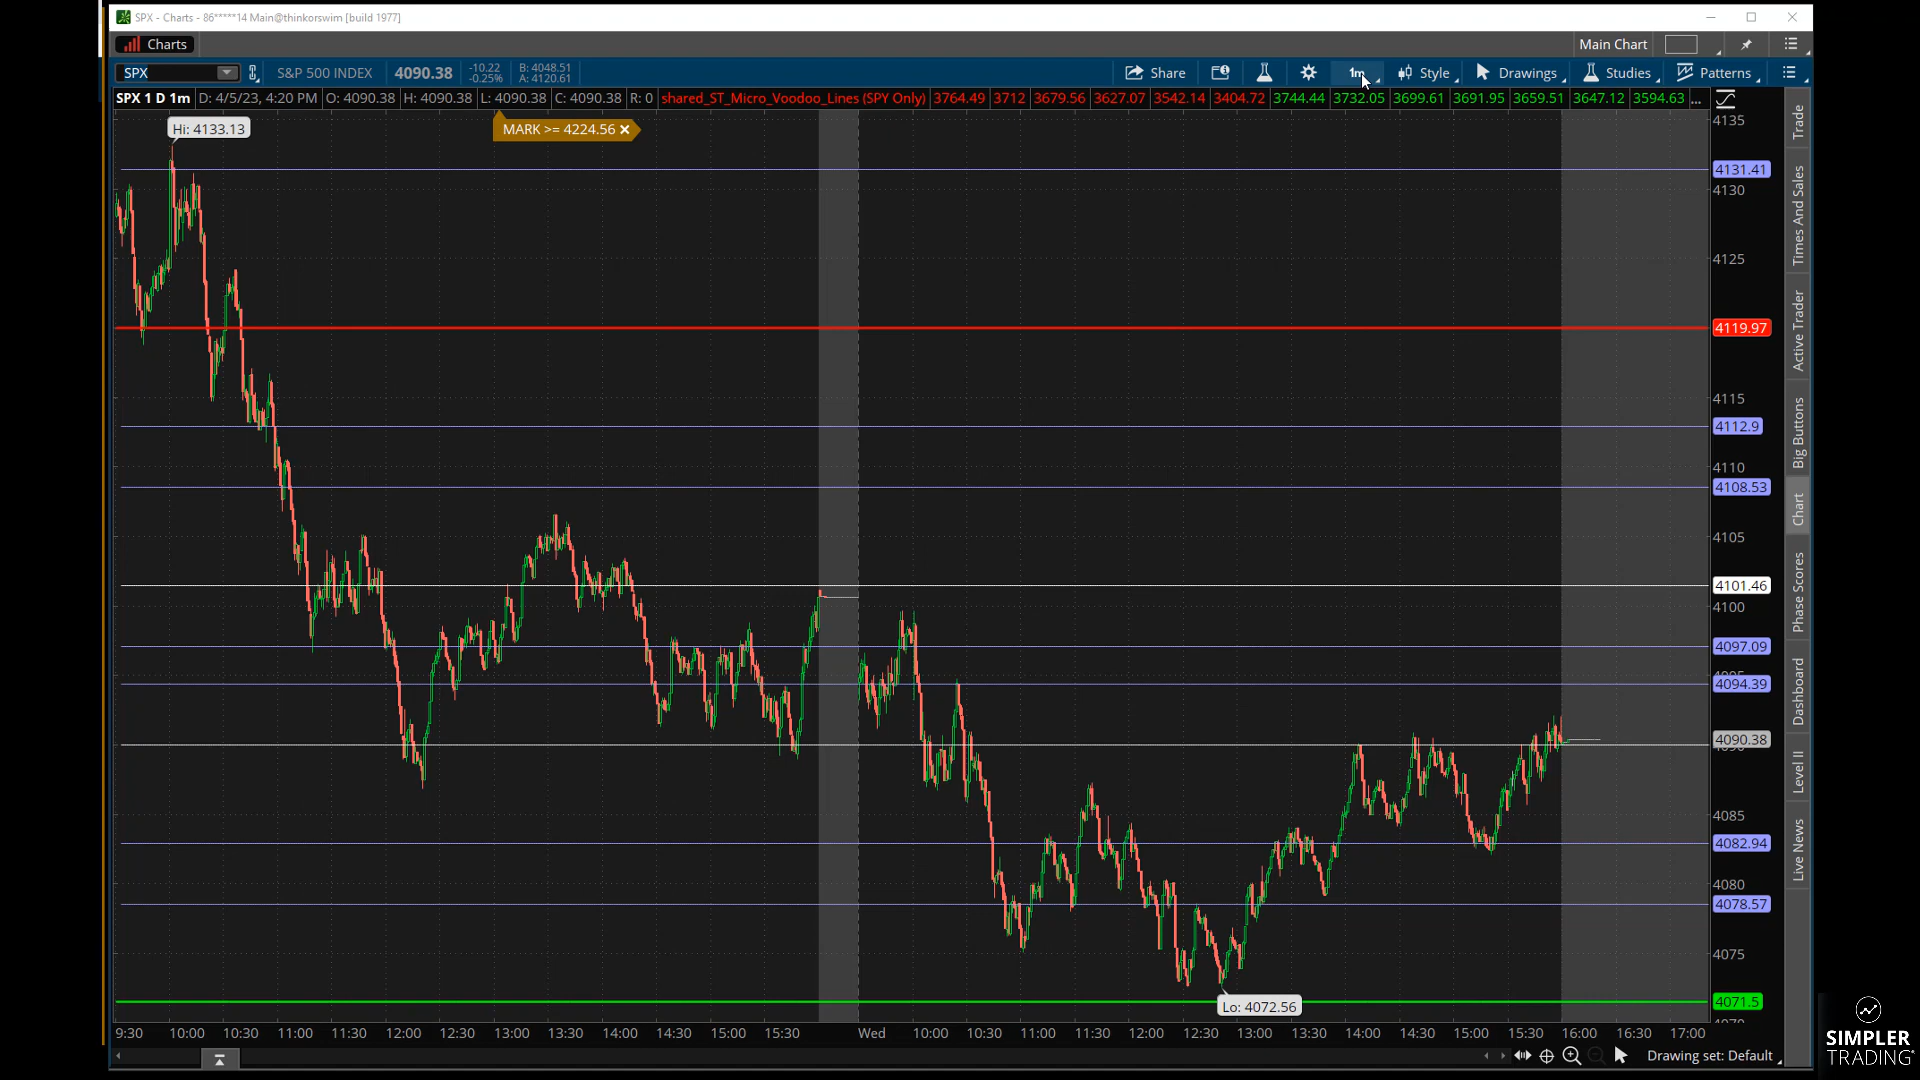 SPX - Charts - 86*****14 Main@thinkorswim [build 1977]
Charts
Main Chart
SPX
S&P 500 INDEX
4090.38
-10.22
-0.25%
B: 4048.51
A: 4120.61
Share
1m
Style
Drawings
Studies
Patterns
SPX 1 D 1m
D: 4/5/23, 4:20 PM
O: 4090.38
H: 4090.38
L: 4090.38
C: 4090.38
R: 0
shared_ST_Micro_Voodoo_Lines (SPY Only)
3764.49
3712
3679.56
3627.07
3542.14
3404.72
3744.44
3732.05
3699.61
3691.95
3659.51
3647.12
3594.63
...
Hi: 4133.13
MARK >= 4224.56
4135
4131.41
4130
4125
4119.97
4115
4112.9
4110
4108.53
4105
4101.46
4100
4097.09
4094.39
4090.38
4085
4082.94
4080
4078.57
4075
4071.5
Lo: 4072.56
9:30
10:00
10:30
11:00
11:30
12:00
12:30
13:00
13:30
14:00
14:30
15:00
15:30
Wed
10:00
10:30
11:00
11:30
12:00
12:30
13:00
13:30
14:00
14:30
15:00
15:30
16:00
16:30
17:00
Drawing set: Default
Trade
Times And Sales
Active Trader
Big Buttons
Chart
Phase Scores
Dashboard
Level II
Live News
SIMPLER
TRADING